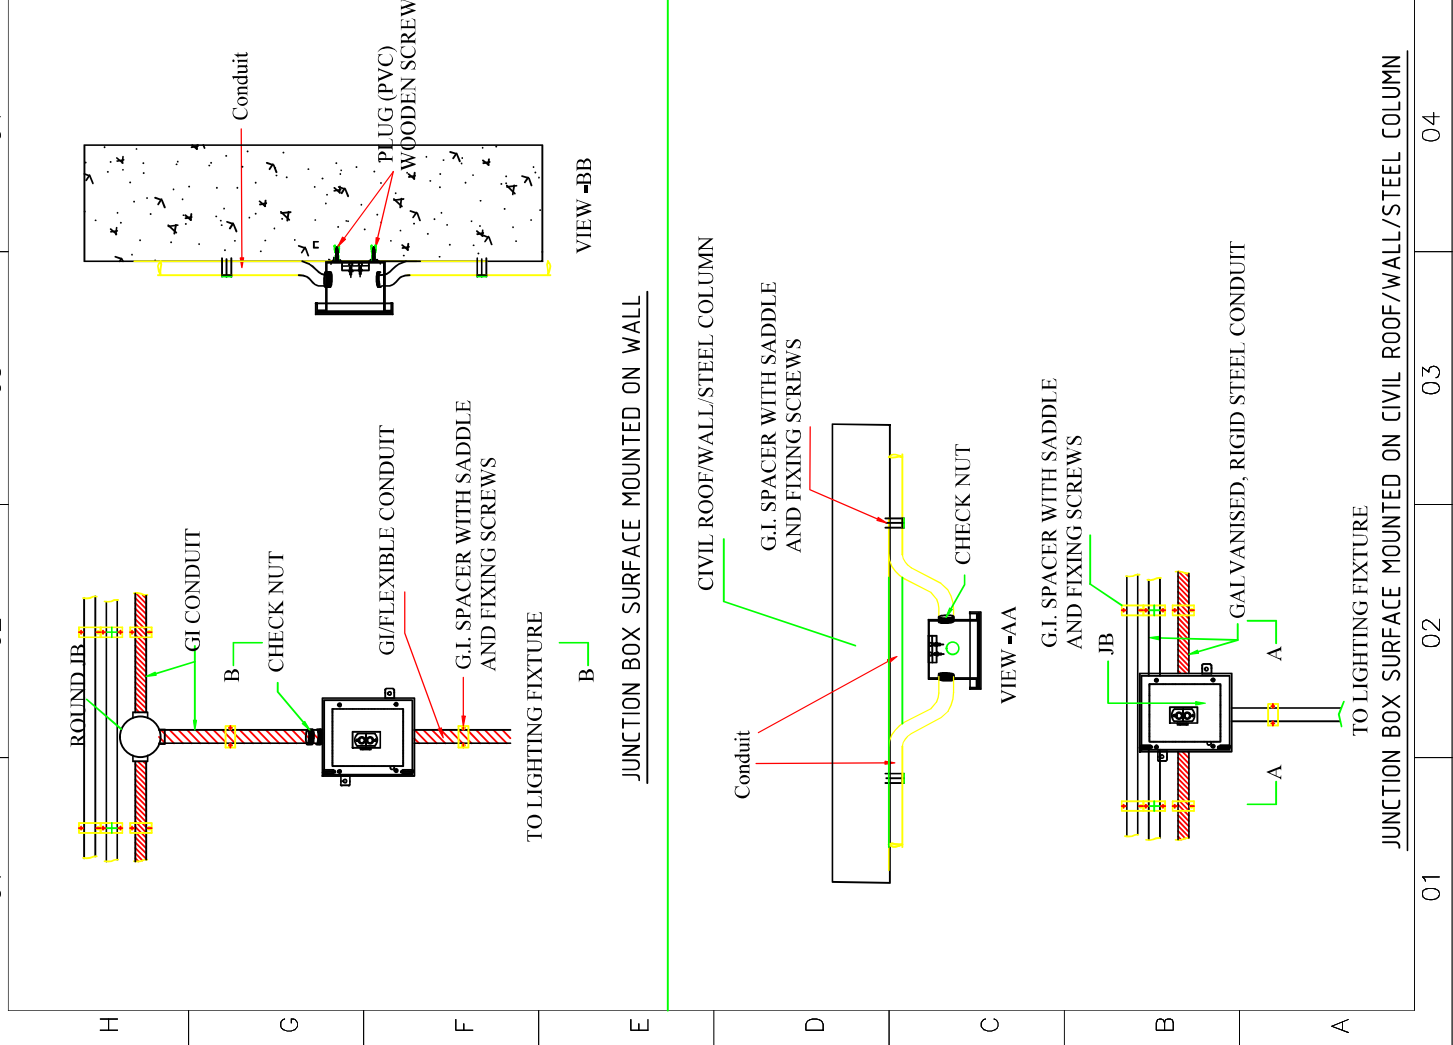 Conduit
PLUG (PVC)
WOODEN SCREW
VIEW -BB
ROUND JB
GI CONDUIT
B
CHECK NUT
GI/FLEXIBLE CONDUIT
G.I. SPACER WITH SADDLE
AND FIXING SCREWS
TO LIGHTING FIXTURE
B
JUNCTION BOX SURFACE MOUNTED ON WALL
CIVIL ROOF/WALL/STEEL COLUMN
G.I. SPACER WITH SADDLE
AND FIXING SCREWS
CHECK NUT
Conduit
VIEW -AA
G.I. SPACER WITH SADDLE
AND FIXING SCREWS
JB
GALVANISED, RIGID STEEL CONDUIT
A
A
TO LIGHTING FIXTURE
JUNCTION BOX SURFACE MOUNTED ON CIVIL ROOF/WALL/STEEL COLUMN
01
02
03
04
H
G
F
E
D
C
B
A